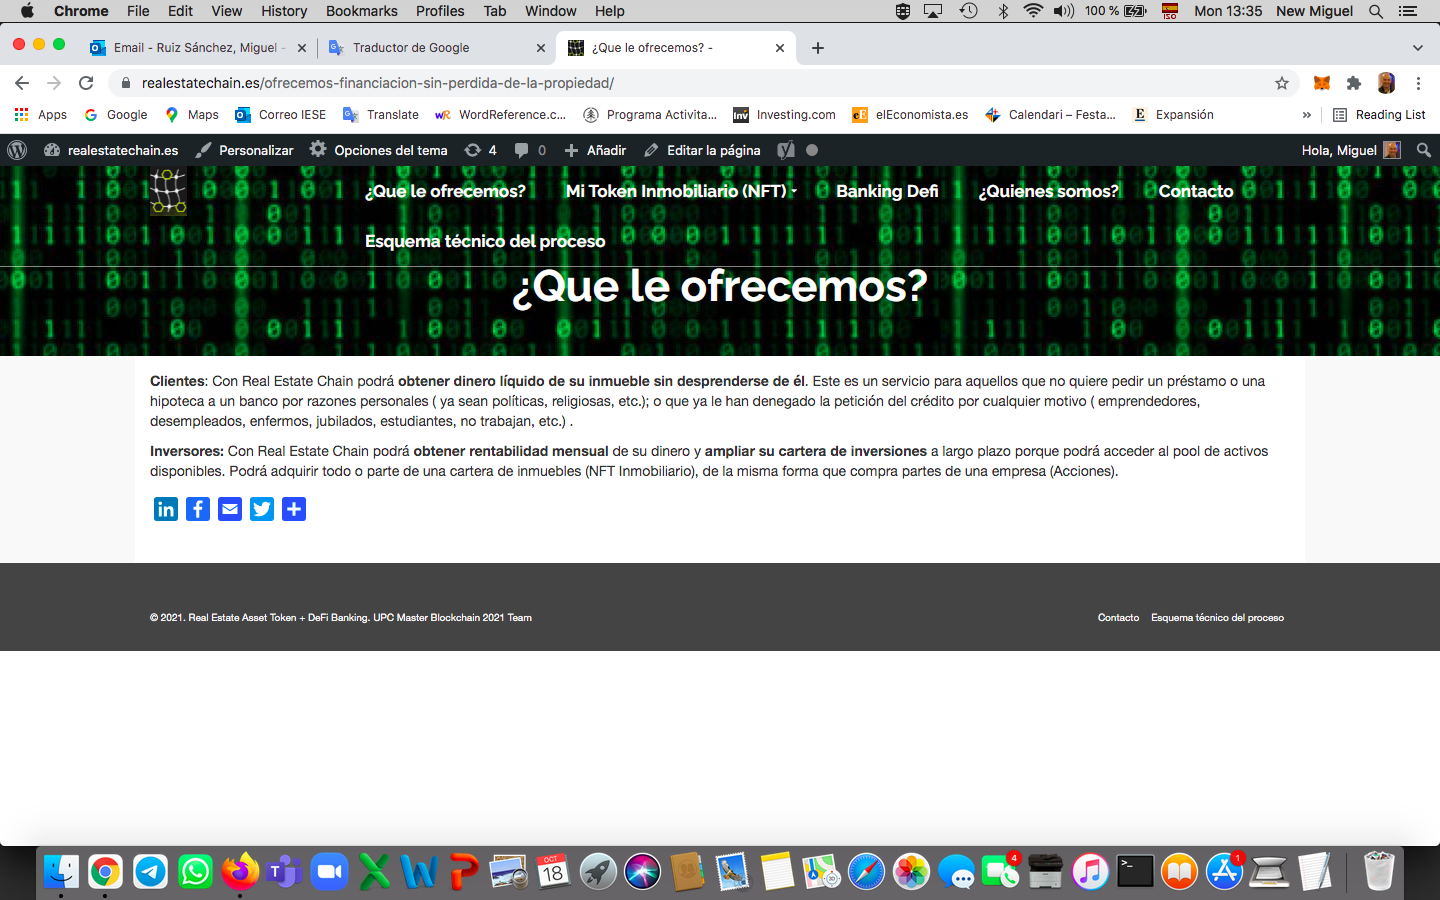 Chrome File Edit View History Bookmarks Profiles Tab Window Help 100 % ISO Mon 13:35 New Miguel
Email - Ruiz Sánchez, Miguel - Traductor de Google ¿Que le ofrecemos? -
realestatechain.es/ofrecemos-financiacion-sin-perdida-de-la-propiedad/
Apps Google Maps Correo IESE Translate WordReference.c... Programa Activita... Investing.com elEconomista.es Calendari – Festa... Expansión » Reading List
realestatechain.es Personalizar Opciones del tema 4 0 Añadir Editar la página Hola, Miguel
¿Que le ofrecemos? Mi Token Inmobiliario (NFT) Banking Defi ¿Quienes somos? Contacto
Esquema técnico del proceso
¿Que le ofrecemos?
Clientes: Con Real Estate Chain podrá obtener dinero líquido de su inmueble sin desprenderse de él. Este es un servicio para aquellos que no quiere pedir un préstamo o una
hipoteca a un banco por razones personales ( ya sean políticas, religiosas, etc.); o que ya le han denegado la petición del crédito por cualquier motivo ( emprendedores,
desempleados, enfermos, jubilados, estudiantes, no trabajan, etc.) .
Inversores: Con Real Estate Chain podrá obtener rentabilidad mensual de su dinero y ampliar su cartera de inversiones a largo plazo porque podrá acceder al pool de activos
disponibles. Podrá adquirir todo o parte de una cartera de inmuebles (NFT Inmobiliario), de la misma forma que compra partes de una empresa (Acciones).
© 2021. Real Estate Asset Token + DeFi Banking. UPC Master Blockchain 2021 Team
Contacto Esquema técnico del proceso
OCT
18
4
1